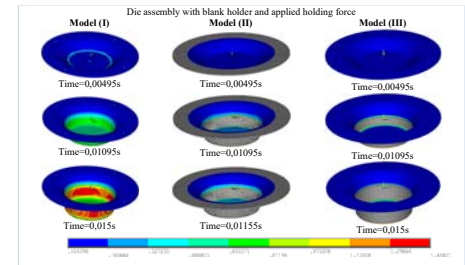 Die assembly with blank holder and applied holding force
Model (I) Model (II) Model (III)
Time=0,00495s Time=0,00495s Time=0,00495s
Time=0,01095s Time=0,01095s Time=0,01095s
Time=0,015s Time=0,01155s Time=0,015s